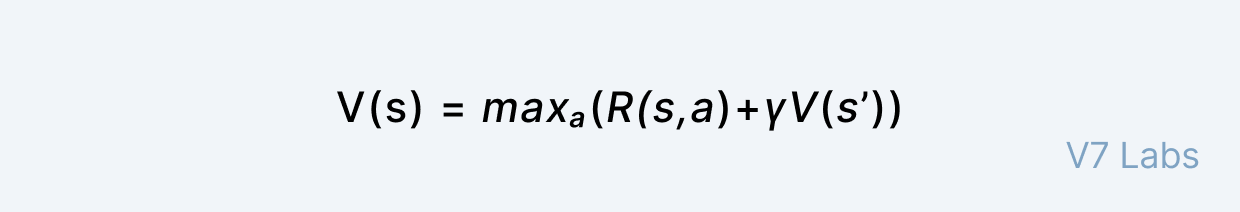 V(s) = maxₐ(R(s,a)+γV(s’))
V7 Labs